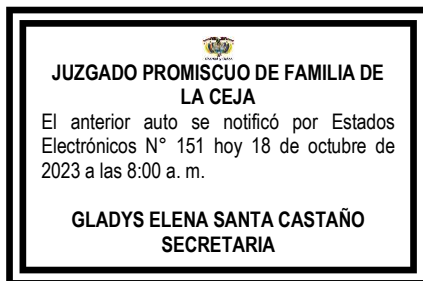 JUZGADO PROMISCUO DE FAMILIA DE
LA CEJA
El anterior auto se notificó por Estados
Electrónicos N° 151 hoy 18 de octubre de
2023 a las 8:00 a. m.
GLADYS ELENA SANTA CASTAÑO
SECRETARIA